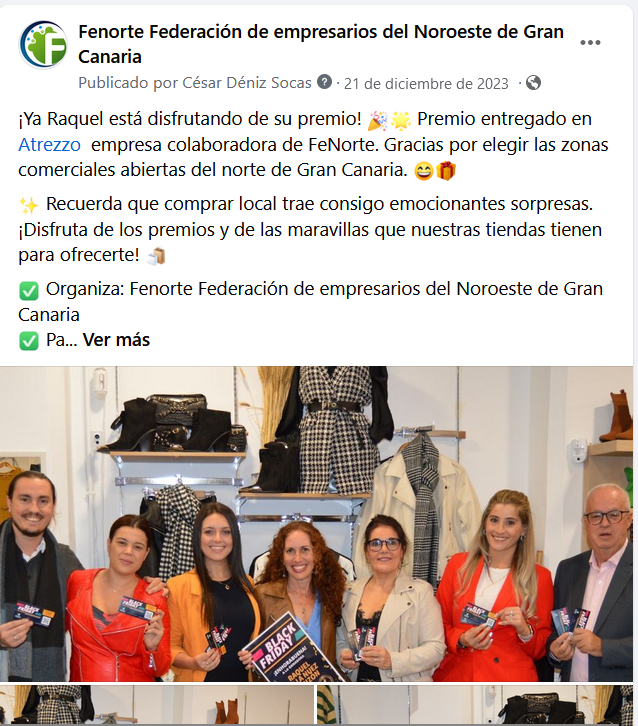 Fenorte Federación de empresarios del Noroeste de Gran
Canaria
Publicado por César Déniz Socas · 21 de diciembre de 2023 ·
¡Ya Raquel está disfrutando de su premio! 🎉🌟 Premio entregado en
Atrezzo empresa colaboradora de FeNorte. Gracias por elegir las zonas
comerciales abiertas del norte de Gran Canaria. 😄🎁
✨ Recuerda que comprar local trae consigo emocionantes sorpresas.
¡Disfruta de los premios y de las maravillas que nuestras tiendas tienen
para ofrecerte! 🛍️
✅ Organiza: Fenorte Federación de empresarios del Noroeste de Gran
Canaria
✅ Pa... Ver más
BLACK
FRIDAY
¡ENHORABUENA!
RAQUEL